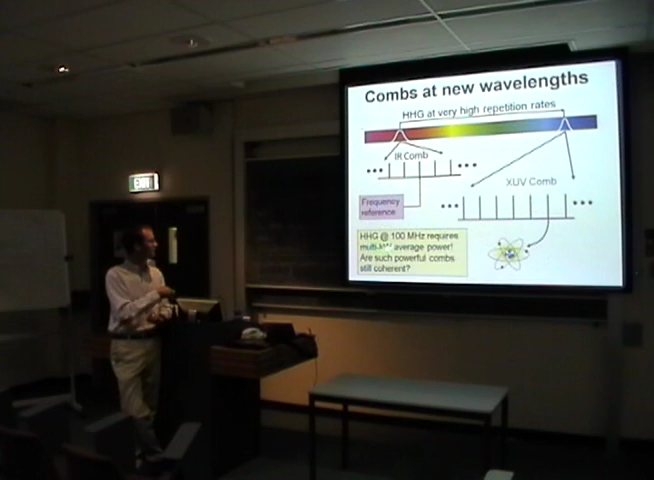 EXIT
Combs at new wavelengths
HHG at very high repetition rates
IR Comb
XUV Comb
Frequency
reference
HHG @ 100 MHz requires
multi-kW average power!
Are such powerful combs
still coherent?